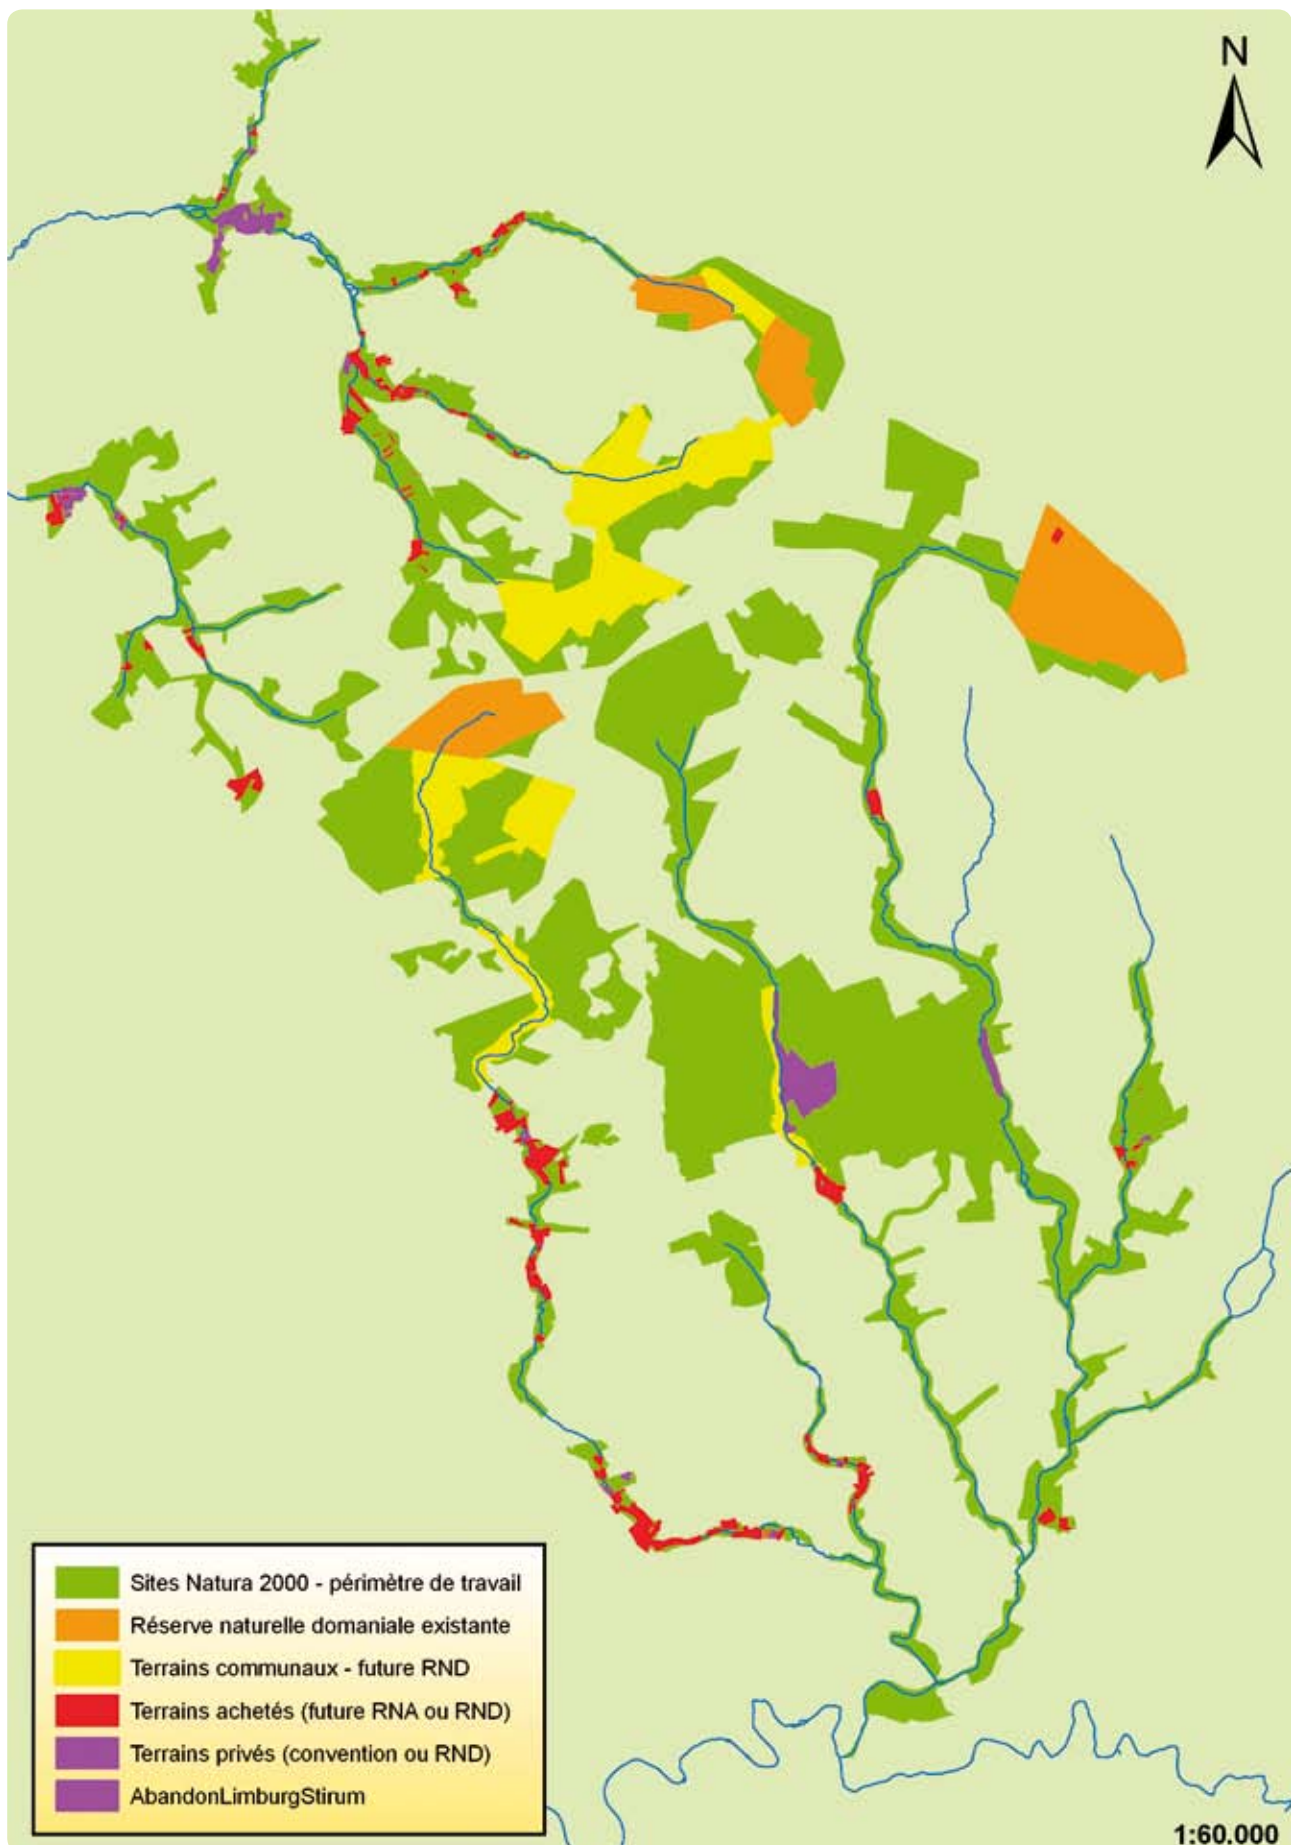 N
Sites Natura 2000 - périmètre de travail
Réserve naturelle domaniale existante
Terrains communaux - future RND
Terrains achetés (future RNA ou RND)
Terrains privés (convention ou RND)
AbandonLimburgStirum
1:60.000